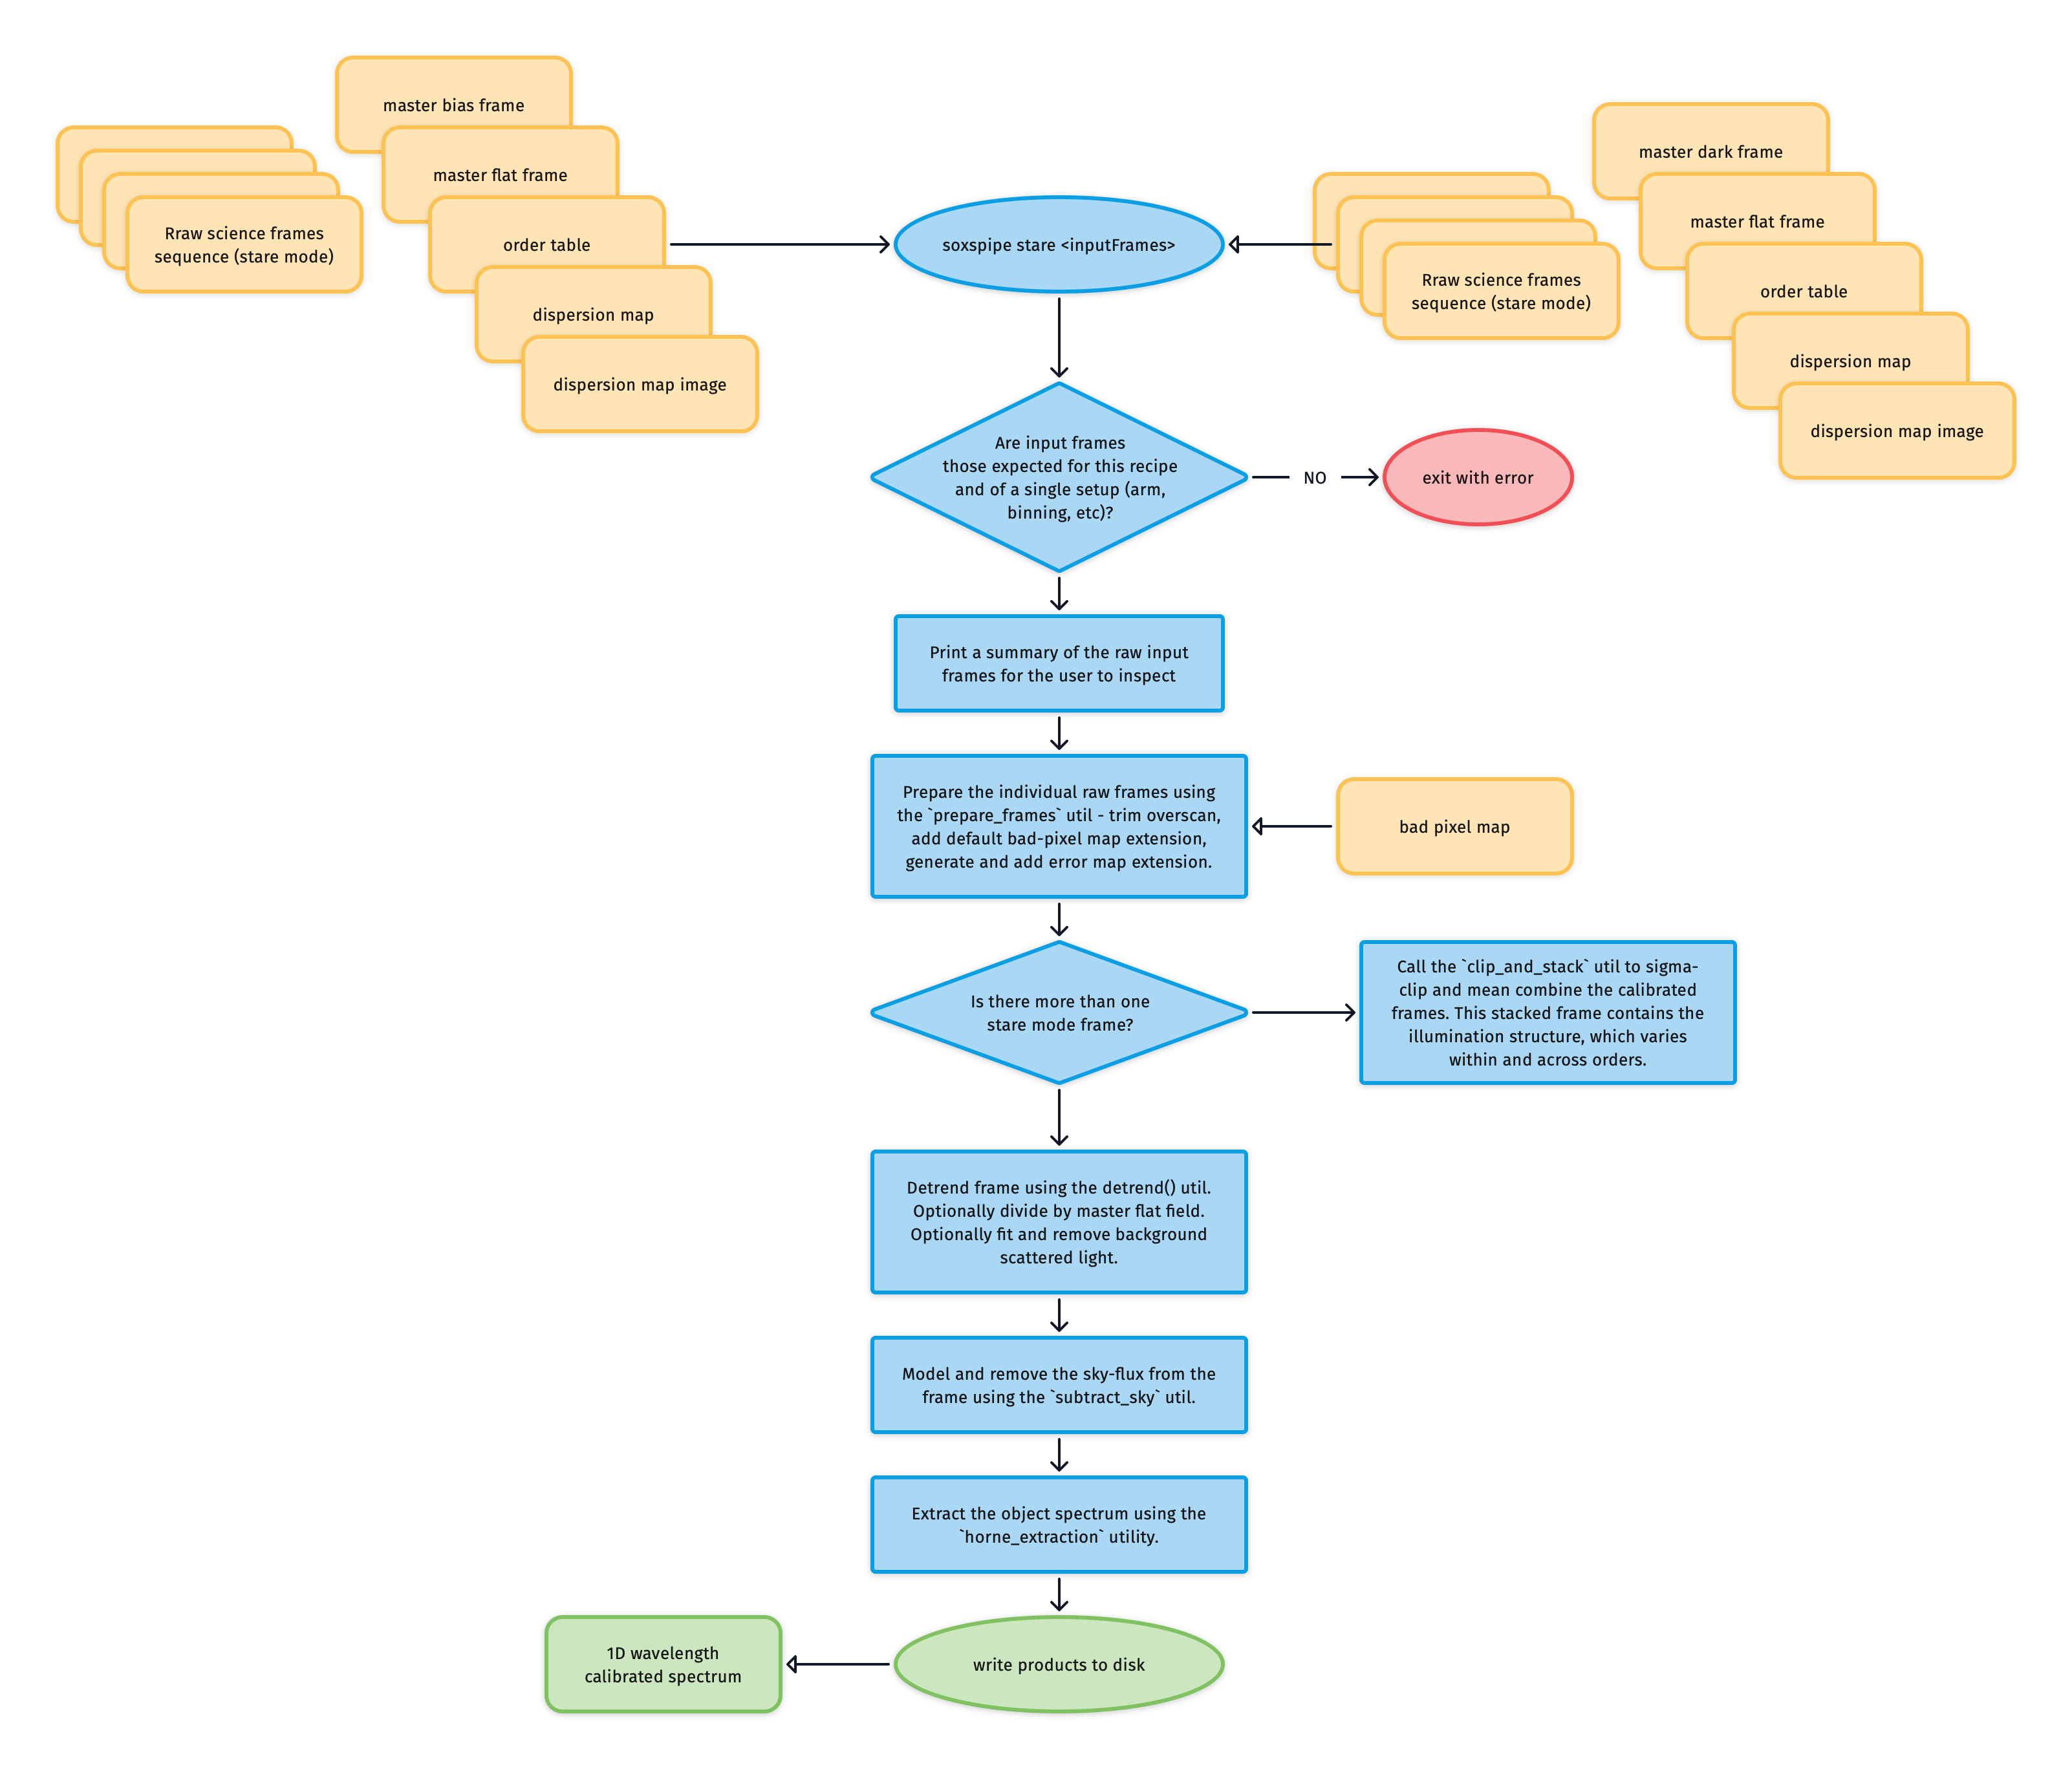 master bias frame
master flat frame
order table
dispersion map
dispersion map image
Rraw science frames
sequence (stare mode)
soxspipe stare <inputFrames>
Rraw science frames
sequence (stare mode)
master dark frame
master flat frame
order table
dispersion map
dispersion map image
Are input frames
those expected for this recipe
and of a single setup (arm,
binning, etc)?
NO
exit with error
Print a summary of the raw input
frames for the user to inspect
Prepare the individual raw frames using
the `prepare_frames` util - trim overscan,
add default bad-pixel map extension,
generate and add error map extension.
bad pixel map
Is there more than one
stare mode frame?
Call the `clip_and_stack` util to sigma-
clip and mean combine the calibrated
frames. This stacked frame contains the
illumination structure, which varies
within and across orders.
Detrend frame using the detrend() util.
Optionally divide by master flat field.
Optionally fit and remove background
scattered light.
Model and remove the sky-flux from the
frame using the `subtract_sky` util.
Extract the object spectrum using the
`horne_extraction` utility.
write products to disk
1D wavelength
calibrated spectrum